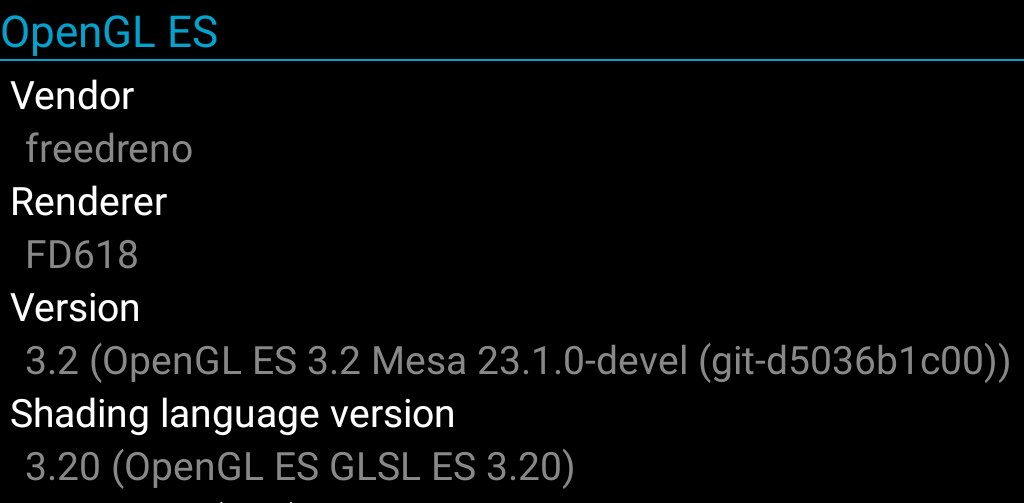 OpenGL ES
Vendor
freedreno
Renderer
FD618
Version
3.2 (OpenGL ES 3.2 Mesa 23.1.0-devel (git-d5036b1c00))
Shading language version
3.20 (OpenGL ES GLSL ES 3.20)